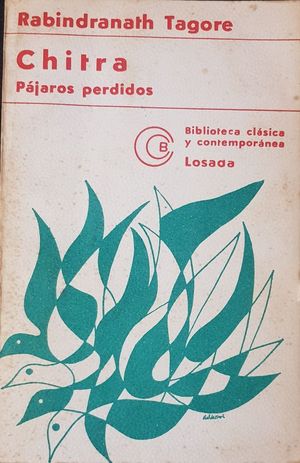 Rabindranath Tagore
Chitra
Pájaros perdidos
B
Biblioteca clásica
y contemporánea
Losada